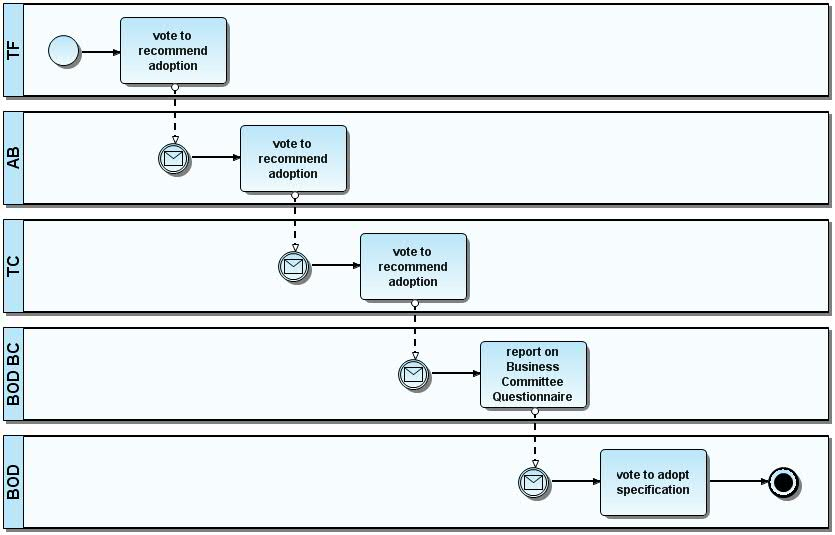 TF
vote to
recommend
adoption
AB
vote to
recommend
adoption
TC
vote to
recommend
adoption
BOD BC
report on
Business
Committee
Questionnaire
BOD
vote to adopt
specification